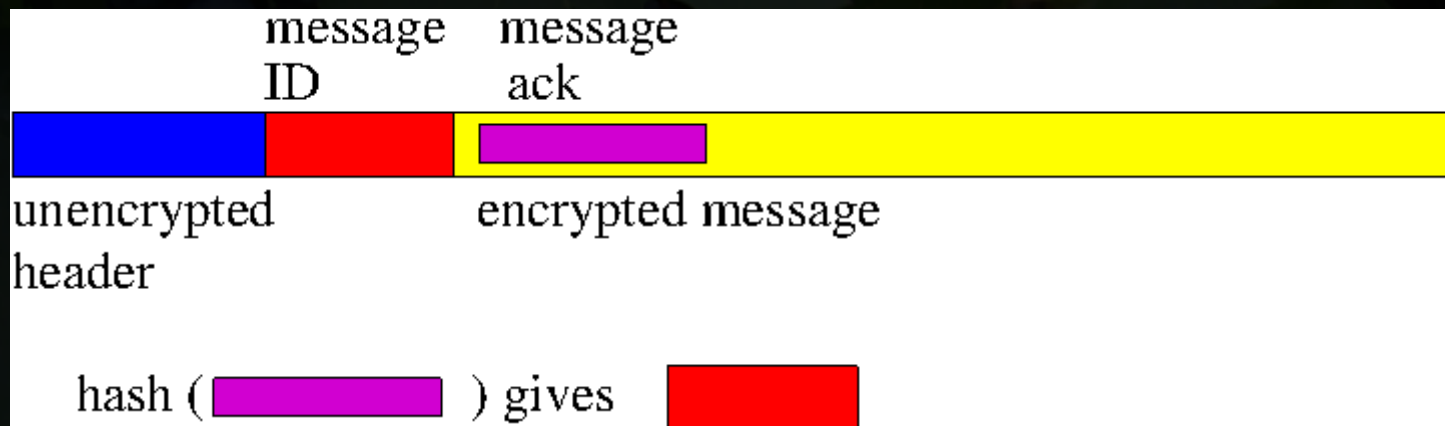 message message
ID ack
unencrypted encrypted message
header
hash ( ) gives